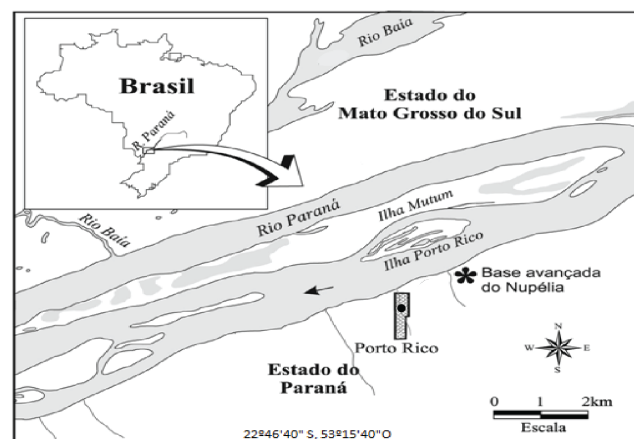 Brasil
R. Paraná
Rio Baía
Estado do
Mato Grosso do Sul
Rio Baía
Rio Paraná
Ilha Mutum
Ilha Porto Rico
Base avançada
do Nupélia
Porto Rico
Estado do
Paraná
N
W E
S
0 1 2km
Escala
22º46'40" S, 53º15'40"O